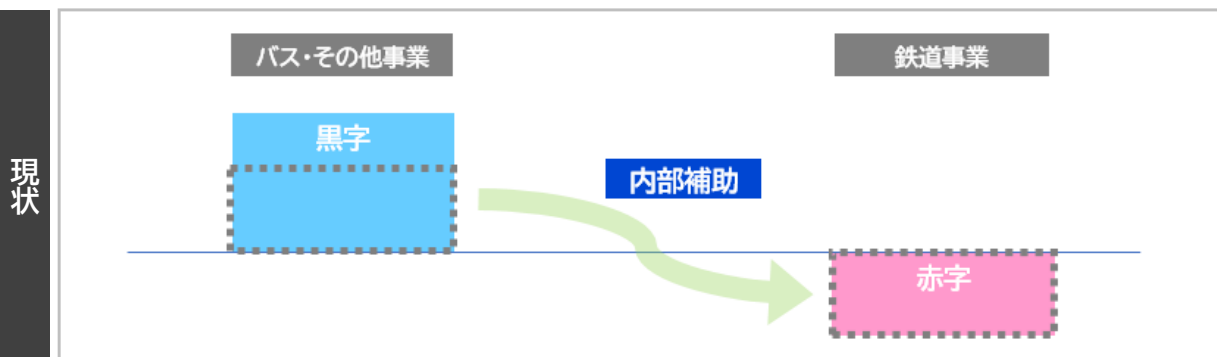 現状
バス・その他事業
鉄道事業
黒字
内部補助
赤字